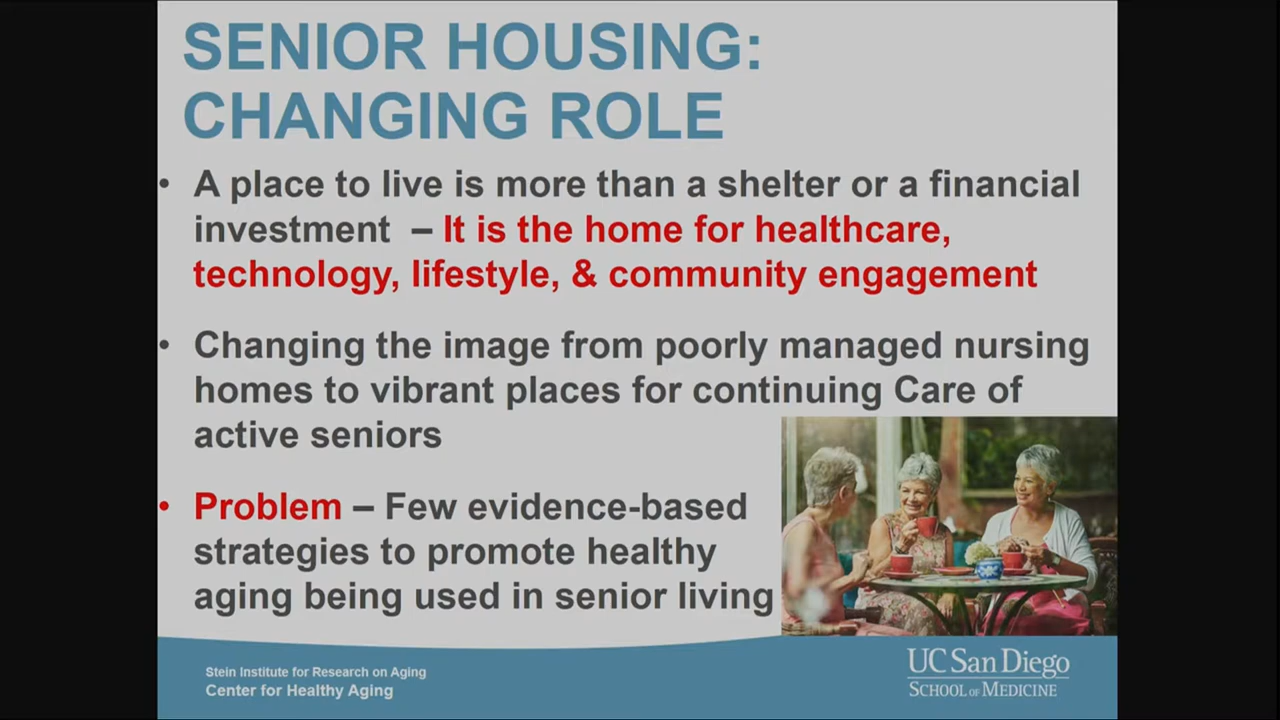 SENIOR HOUSING:
CHANGING ROLE
• A place to live is more than a shelter or a financial
investment – It is the home for healthcare,
technology, lifestyle, & community engagement
• Changing the image from poorly managed nursing
homes to vibrant places for continuing Care of
active seniors
• Problem – Few evidence-based
strategies to promote healthy
aging being used in senior living
Stein Institute for Research on Aging
Center for Healthy Aging
UC San Diego
SCHOOL OF MEDICINE